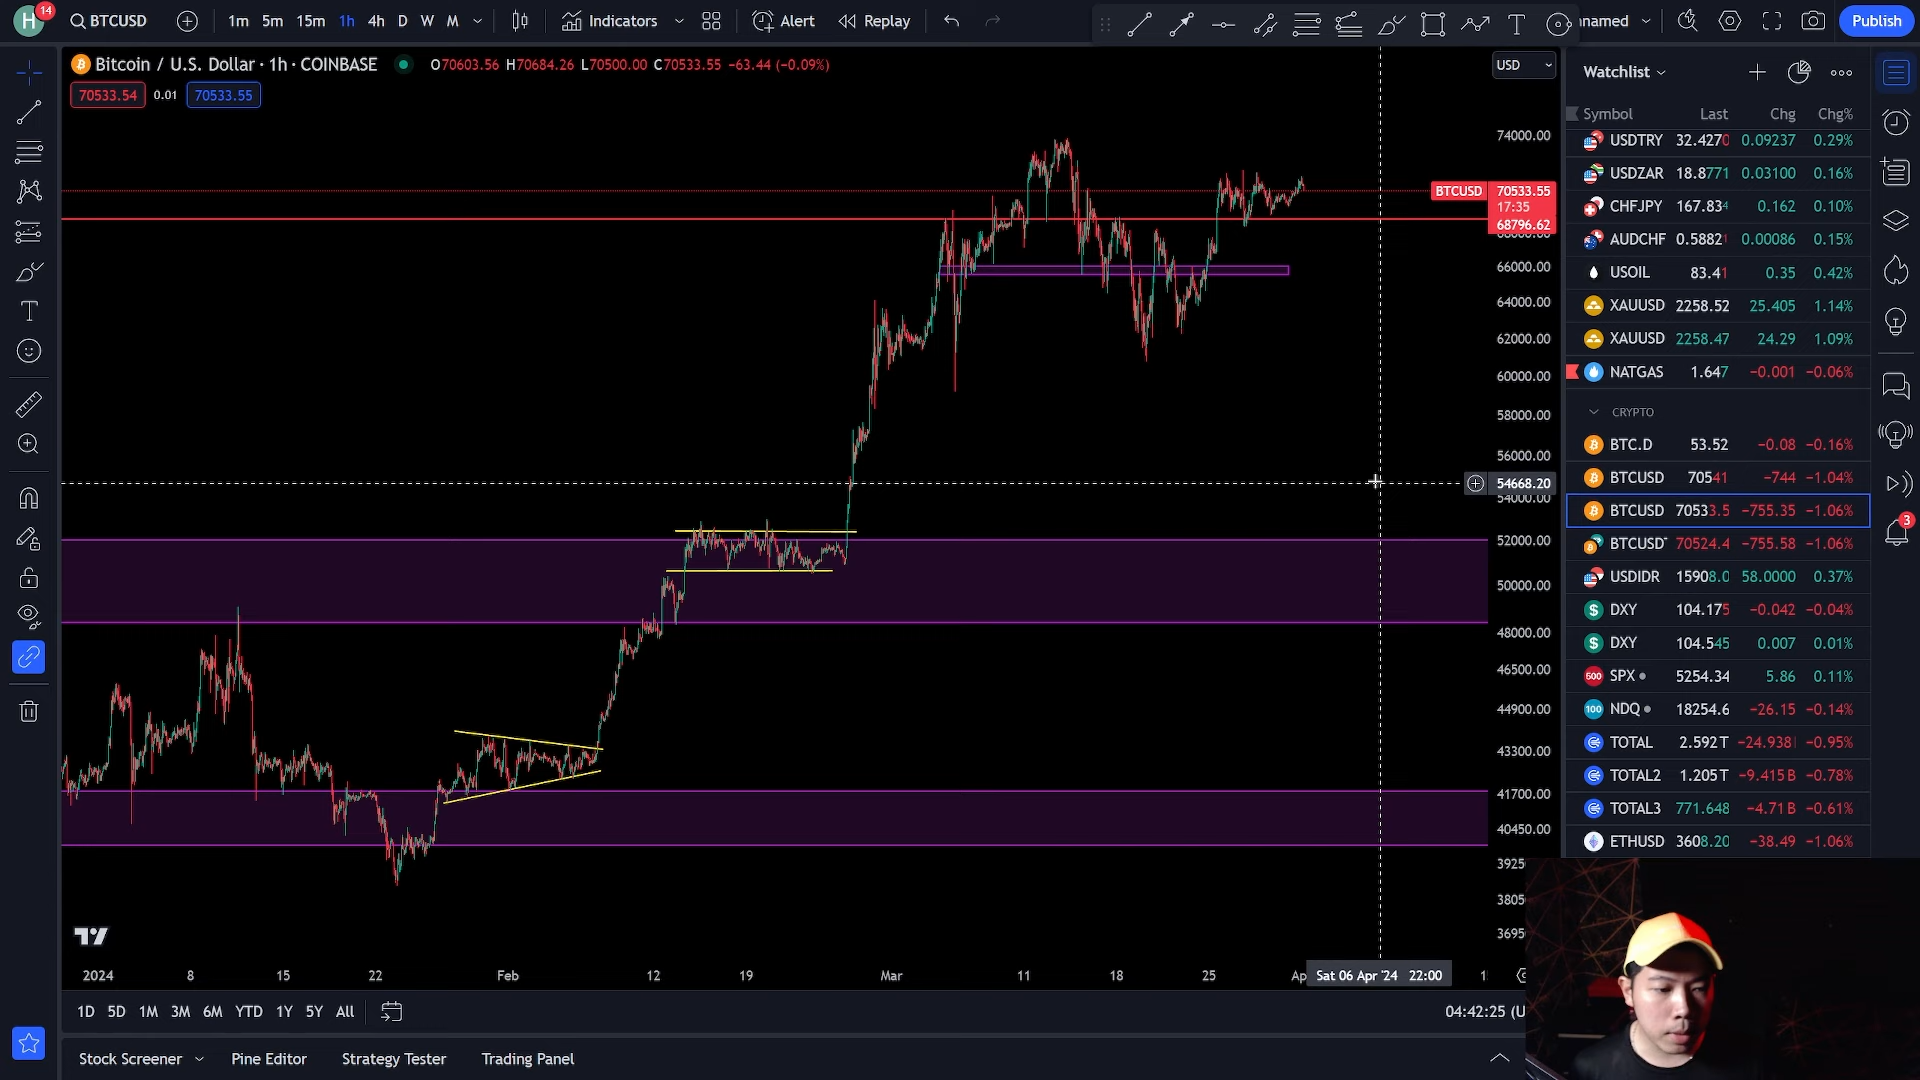 H 14 BTCUSD 1m 5m 15m 1h 4h D W M Indicators Alert Replay nnamed Publish
Bitcoin / U.S. Dollar · 1h · COINBASE O70603.56 H70684.26 L70500.00 C70533.55 −63.44 (−0.09%)
USD
70533.54 0.01 70533.55
74000.00
BTCUSD 70533.55
17:35
68796.62
66000.00
64000.00
62000.00
60000.00
58000.00
56000.00
54668.20
54000.00
52000.00
50000.00
48000.00
46500.00
44900.00
43300.00
41700.00
40450.00
3925
3805
3695
2024 8 15 22 Feb 12 19 Mar 11 18 25 Ap Sat 06 Apr '24 22:00
1D 5D 1M 3M 6M YTD 1Y 5Y All 04:42:25 (U
Stock Screener Pine Editor Strategy Tester Trading Panel
Watchlist
Symbol Last Chg Chg%
USDTRY 32.4270 0.09237 0.29%
USDZAR 18.8771 0.03100 0.16%
CHFJPY 167.834 0.162 0.10%
AUDCHF 0.58821 0.00086 0.15%
USOIL 83.41 0.35 0.42%
XAUUSD 2258.52 25.405 1.14%
XAUUSD 2258.47 24.29 1.09%
NATGAS 1.647 −0.001 −0.06%
CRYPTO
BTC.D 53.52 −0.08 −0.16%
BTCUSD 70541 −744 −1.04%
BTCUSD 70533.5 −755.35 −1.06%
BTCUSD 70524.4 −755.58 −1.06%
USDIDR 15908.0 58.0000 0.37%
DXY 104.175 −0.042 −0.04%
DXY 104.545 0.007 0.01%
500 SPX 5254.34 5.86 0.11%
100 NDQ 18254.6 −26.15 −0.14%
TOTAL 2.592T −24.938 −0.95%
TOTAL2 1.205T −9.415B −0.78%
TOTAL3 771.648 −4.71B −0.61%
ETHUSD 3608.20 −38.49 −1.06%
3